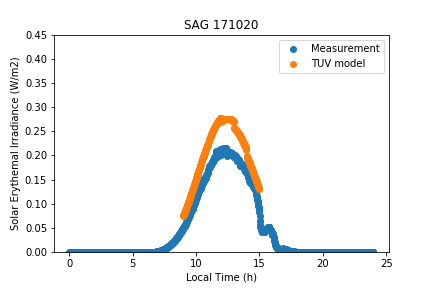 SAG 171020
Measurement
TUV model
Solar Erythemal Irradiance (W/m2)
0.45
0.40
0.35
0.30
0.25
0.20
0.15
0.10
0.05
0.00
0 5 10 15 20 25
Local Time (h)